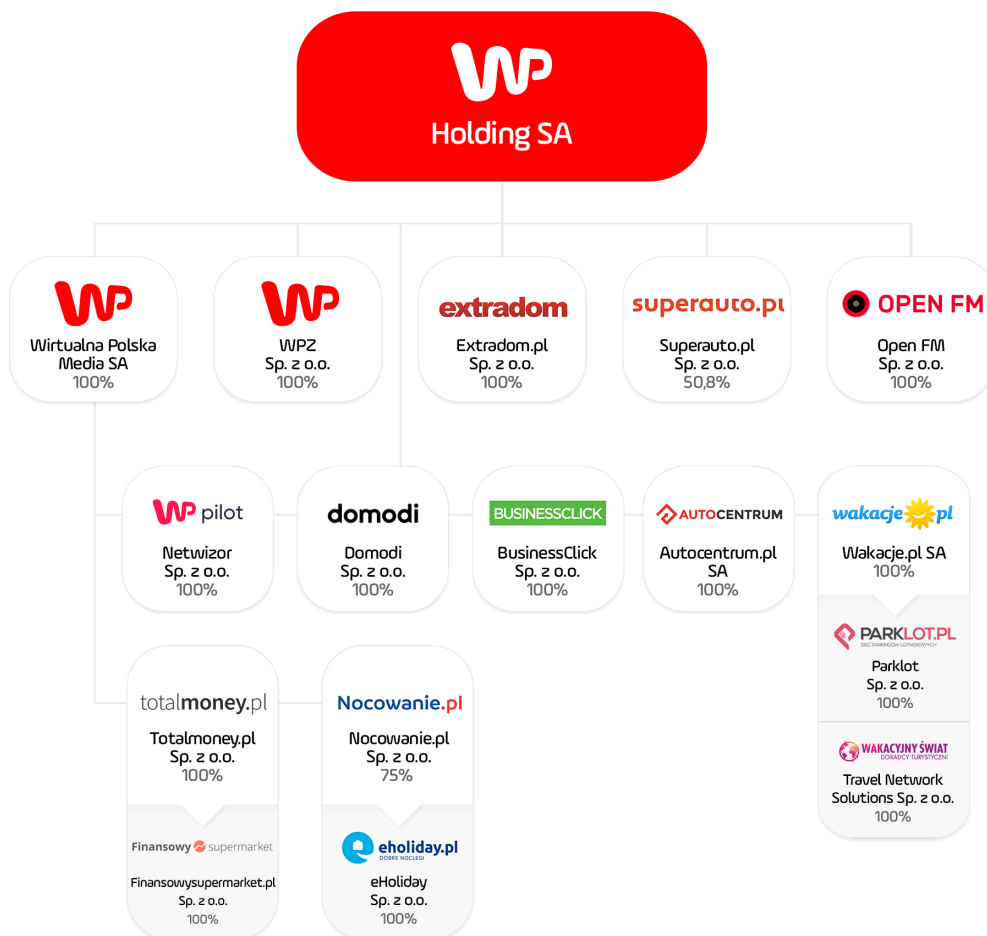 WP
Holding SA
WP
Wirtualna Polska
Media SA
100%
WP
WPZ
Sp. z o.o.
100%
extradom
Extradom.pl
Sp. z o.o.
100%
superauto.pl
Superauto.pl
Sp. z o.o.
50,8%
OPEN FM
Open FM
Sp. z o.o.
100%
WP pilot
Netwizor
Sp. z o.o.
100%
domodi
Domodi
Sp. z o.o.
100%
BUSINESSCLICK
BusinessClick
Sp. z o.o.
100%
AUTOCENTRUM
Autocentrum.pl
SA
100%
wakacje.pl
Wakacje.pl SA
100%
PARKLOT.PL
SIEĆ PARKINGÓW LOTNISKOWYCH
Parklot
Sp. z o.o.
100%
WAKACYJNY ŚWIAT
DORADCY TURYSTYCZNI
Travel Network
Solutions Sp. z o.o.
100%
totalmoney.pl
Totalmoney.pl
Sp. z o.o.
100%
Finansowy supermarket
Finansowysupermarket.pl
Sp. z o.o.
100%
Nocowanie.pl
Nocowanie.pl
Sp. z o.o.
75%
eholiday.pl
DOBRE NOCLEGI
eHoliday
Sp. z o.o.
100%